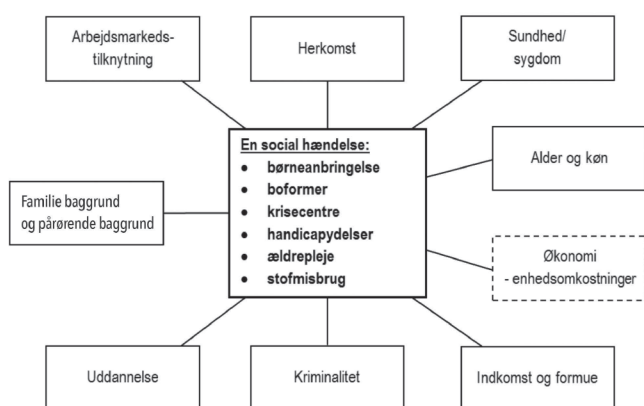 Arbejdsmarkeds-
tilknytning
Herkomst
Sundhed/
sygdom
En social hændelse:
• børneanbringelse
• boformer
• krisecentre
• handicapydelser
• ældrepleje
• stofmisbrug
Alder og køn
Familie baggrund
og pårørende baggrund
Økonomi
- enhedsomkostninger
Uddannelse
Kriminalitet
Indkomst og formue